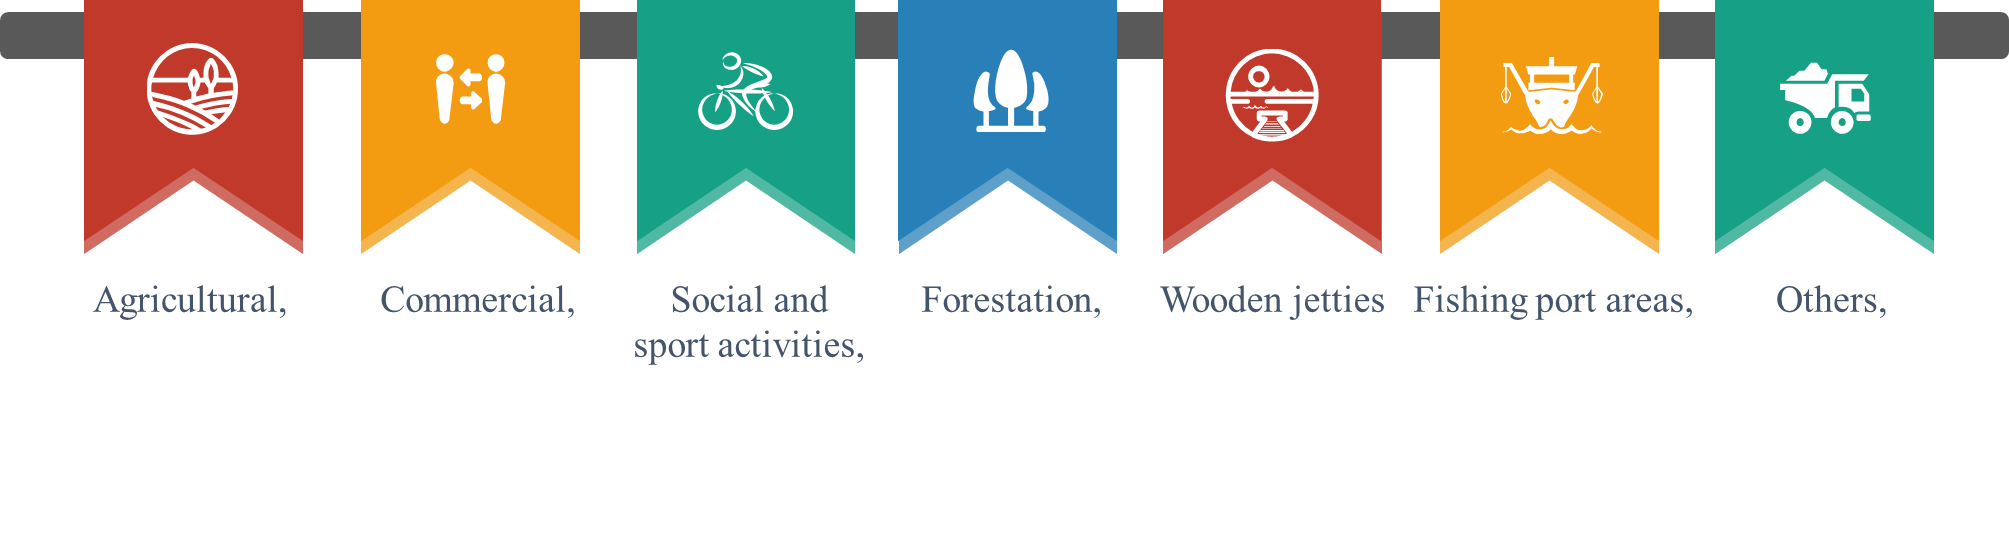 Agricultural,
Commercial,
Social and
sport activities,
Forestation,
Wooden jetties
Fishing port areas,
Others,